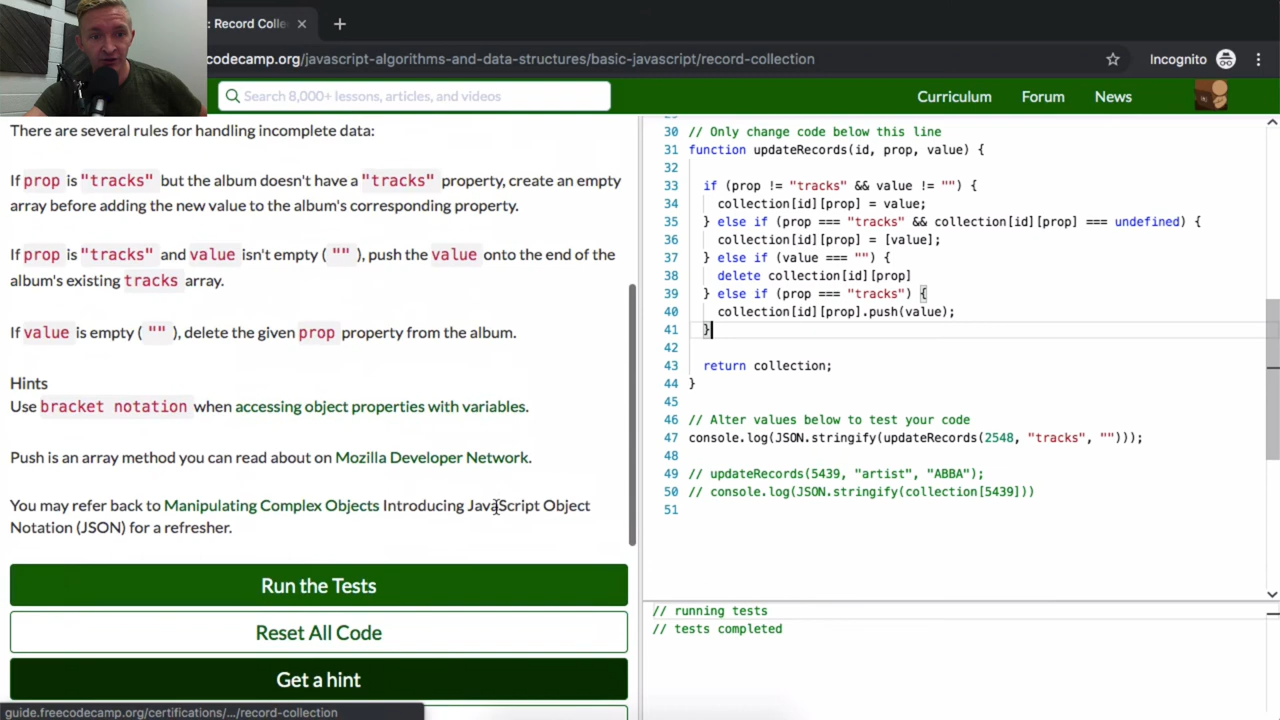 : Record Colle
codecamp.org/javascript-algorithms-and-data-structures/basic-javascript/record-collection
Incognito
Search 8,000+ lessons, articles, and videos
Curriculum
Forum
News
There are several rules for handling incomplete data:
If prop is "tracks" but the album doesn't have a "tracks" property, create an empty
array before adding the new value to the album's corresponding property.
If prop is "tracks" and value isn't empty ( "" ), push the value onto the end of the
album's existing tracks array.
If value is empty ( "" ), delete the given prop property from the album.
Hints
Use bracket notation when accessing object properties with variables.
Push is an array method you can read about on Mozilla Developer Network.
You may refer back to Manipulating Complex Objects Introducing JavaScript Object
Notation (JSON) for a refresher.
Run the Tests
Reset All Code
Get a hint
guide.freecodecamp.org/certifications/.../record-collection
30 // Only change code below this line
31 function updateRecords(id, prop, value) {
32
33 if (prop != "tracks" && value != "") {
34 collection[id][prop] = value;
35 } else if (prop === "tracks" && collection[id][prop] === undefined) {
36 collection[id][prop] = [value];
37 } else if (value === "") {
38 delete collection[id][prop]
39 } else if (prop === "tracks") {
40 collection[id][prop].push(value);
41 }
42
43 return collection;
44 }
45
46 // Alter values below to test your code
47 console.log(JSON.stringify(updateRecords(2548, "tracks", "")));
48
49 // updateRecords(5439, "artist", "ABBA");
50 // console.log(JSON.stringify(collection[5439]))
51
// running tests
// tests completed